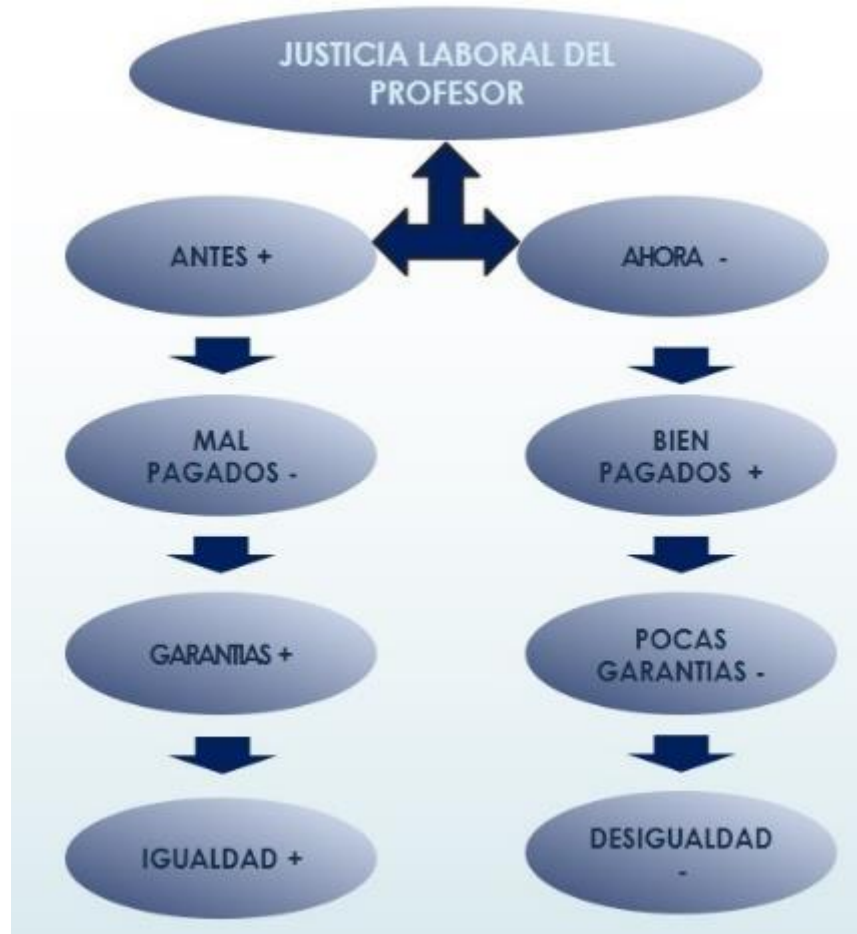 JUSTICIA LABORAL DEL
PROFESOR
ANTES +
AHORA -
MAL
PAGADOS -
BIEN
PAGADOS +
GARANTIAS +
POCAS
GARANTIAS -
IGUALDAD +
DESIGUALDAD
-